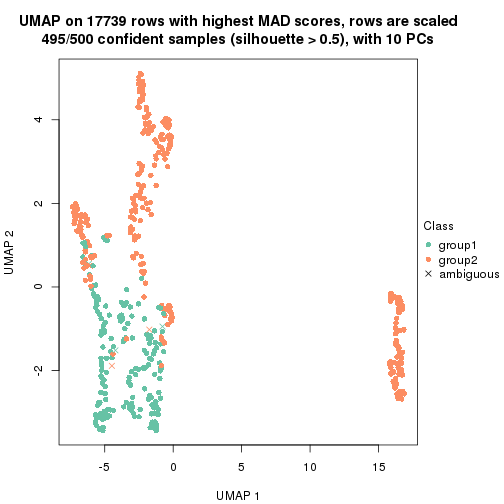 UMAP on 17739 rows with highest MAD scores, rows are scaled
495/500 confident samples (silhouette > 0.5), with 10 PCs
4
2
0
-2
UMAP 2
-5
0
5
10
15
UMAP 1
Class
group1
group2
ambiguous